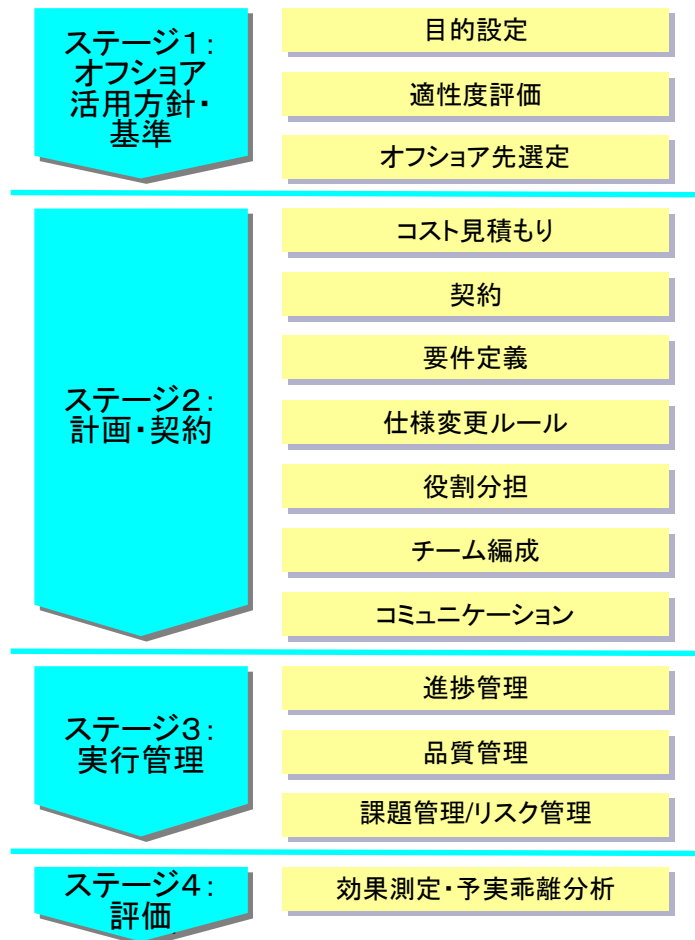 ステージ1:
オフショア
活用方針・
基準
目的設定
適性度評価
オフショア先選定
ステージ2:
計画・契約
コスト見積もり
契約
要件定義
仕様変更ルール
役割分担
チーム編成
コミュニケーション
ステージ3:
実行管理
進捗管理
品質管理
課題管理/リスク管理
ステージ4:
評価
効果測定・予実乖離分析